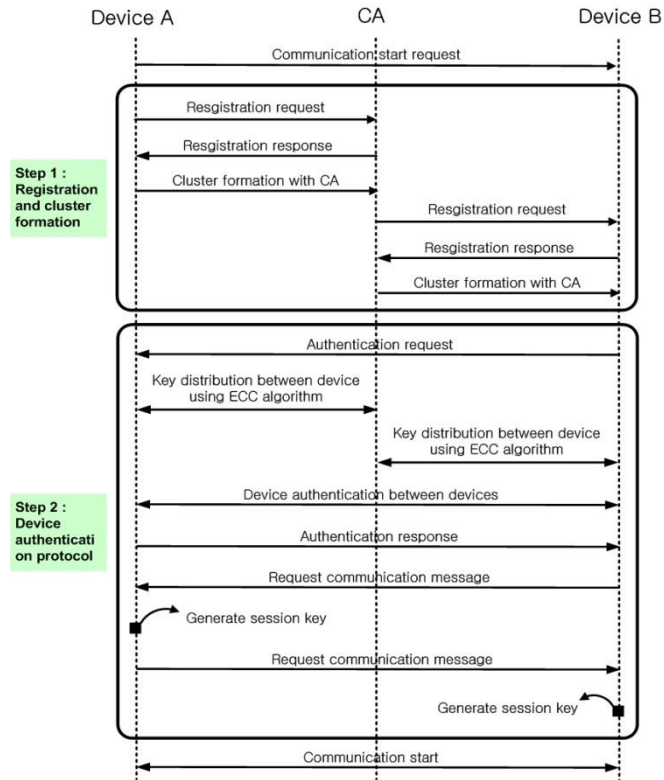 Device A
CA
Device B
Communication start request
Resgistration request
Resgistration response
Step 1 :
Registration
and cluster
formation
Cluster formation with CA
Resgistration request
Resgistration response
Cluster formation with CA
Authentication request
Key distribution between device
using ECC algorithm
Key distribution between device
using ECC algorithm
Device authentication between devices
Step 2 :
Device
authenticati
on protocol
Authentication response
Request communication message
Generate session key
Request communication message
Generate session key
Communication start